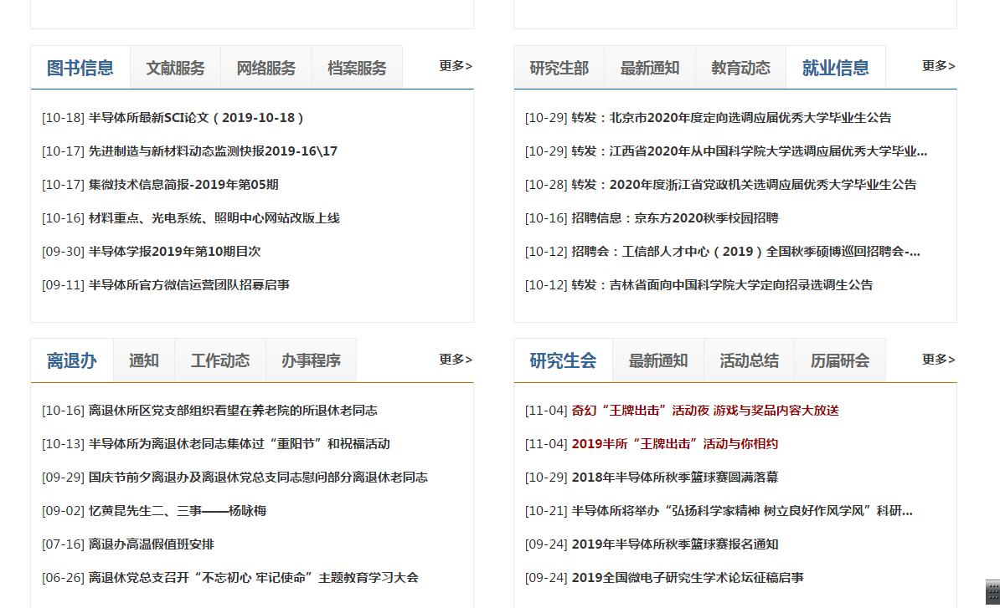 图书信息 文献服务 网络服务 档案服务 更多>
[10-18] 半导体所最新SCI论文（2019-10-18）
[10-17] 先进制造与新材料动态监测快报2019-16\17
[10-17] 集微技术信息简报-2019年第05期
[10-16] 材料重点、光电系统、照明中心网站改版上线
[09-30] 半导体学报2019年第10期目次
[09-11] 半导体所官方微信运营团队招募启事
研究生部 最新通知 教育动态 就业信息 更多>
[10-29] 转发：北京市2020年度定向选调应届优秀大学毕业生公告
[10-29] 转发：江西省2020年从中国科学院大学选调应届优秀大学毕业...
[10-28] 转发：2020年度浙江省党政机关选调应届优秀大学毕业生公告
[10-16] 招聘信息：京东方2020秋季校园招聘
[10-12] 招聘会：工信部人才中心（2019）全国秋季硕博巡回招聘会-...
[10-12] 转发：吉林省面向中国科学院大学定向招录选调生公告
离退办 通知 工作动态 办事程序 更多>
[10-16] 离退休所区党支部组织看望在养老院的所退休老同志
[10-13] 半导体所为离退休老同志集体过“重阳节”和祝福活动
[09-29] 国庆节前夕离退办及离退休党总支同志慰问部分离退休老同志
[09-02] 忆黄昆先生二、三事——杨咏梅
[07-16] 离退办高温假值班安排
[06-26] 离退休党总支召开“不忘初心 牢记使命”主题教育学习大会
研究生会 最新通知 活动总结 历届研会 更多>
[11-04] 奇幻“王牌出击”活动夜 游戏与奖品内容大放送
[11-04] 2019半所“王牌出击”活动与你相约
[10-29] 2018年半导体所秋季篮球赛圆满落幕
[10-21] 半导体所将举办“弘扬科学家精神 树立良好作风学风”科研...
[09-24] 2019年半导体所秋季篮球赛报名通知
[09-24] 2019全国微电子研究生学术论坛征稿启事